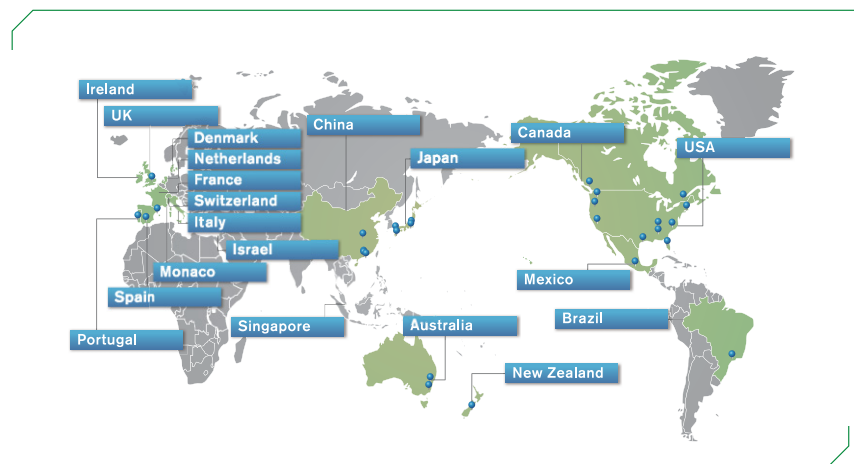 Ireland
UK
Denmark
Netherlands
France
Switzerland
Italy
Israel
Monaco
Spain
Portugal
China
Japan
Singapore
Australia
New Zealand
Canada
USA
Mexico
Brazil